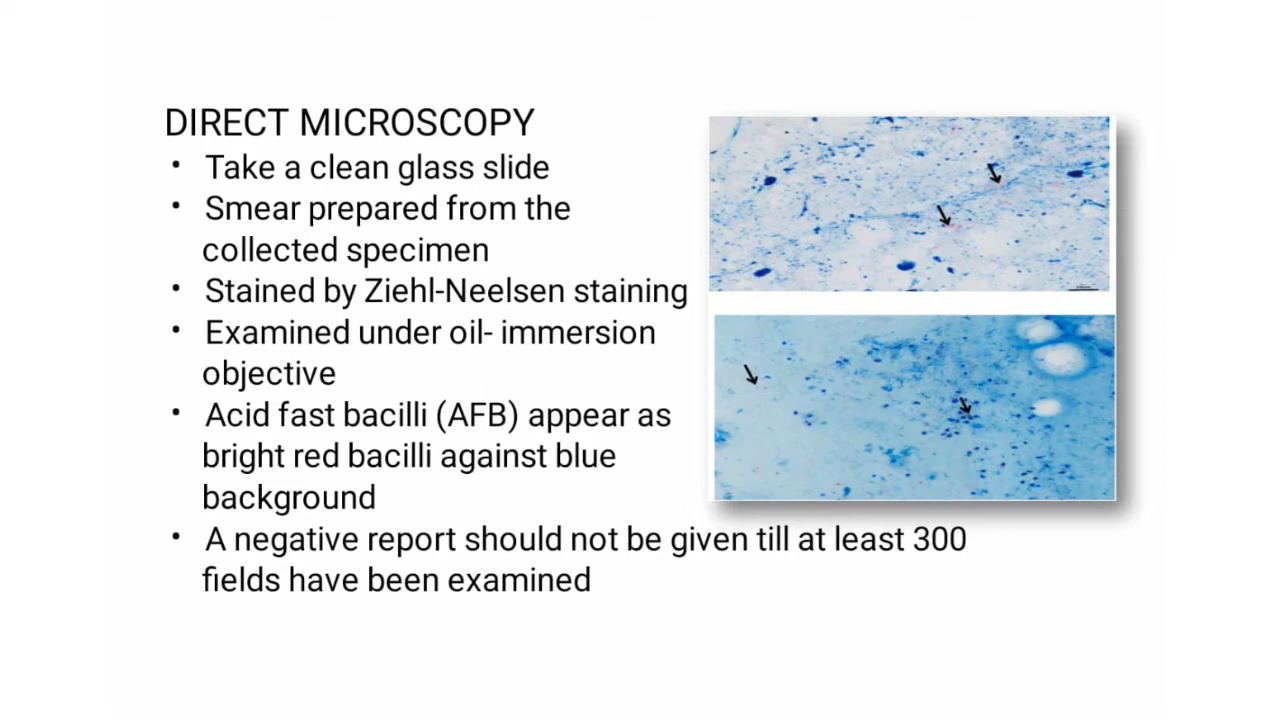 DIRECT MICROSCOPY
• Take a clean glass slide
• Smear prepared from the
collected specimen
• Stained by Ziehl-Neelsen staining
• Examined under oil- immersion
objective
• Acid fast bacilli (AFB) appear as
bright red bacilli against blue
background
• A negative report should not be given till at least 300
fields have been examined